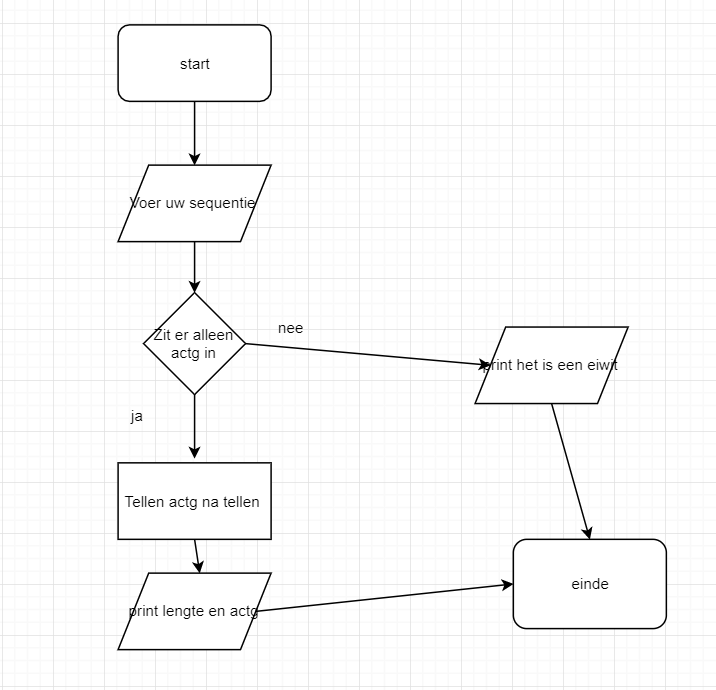 start
Voer uw sequentie
Zit er alleen
actg in
nee
print het is een eiwit
ja
Tellen actg na tellen
print lengte en actg
einde